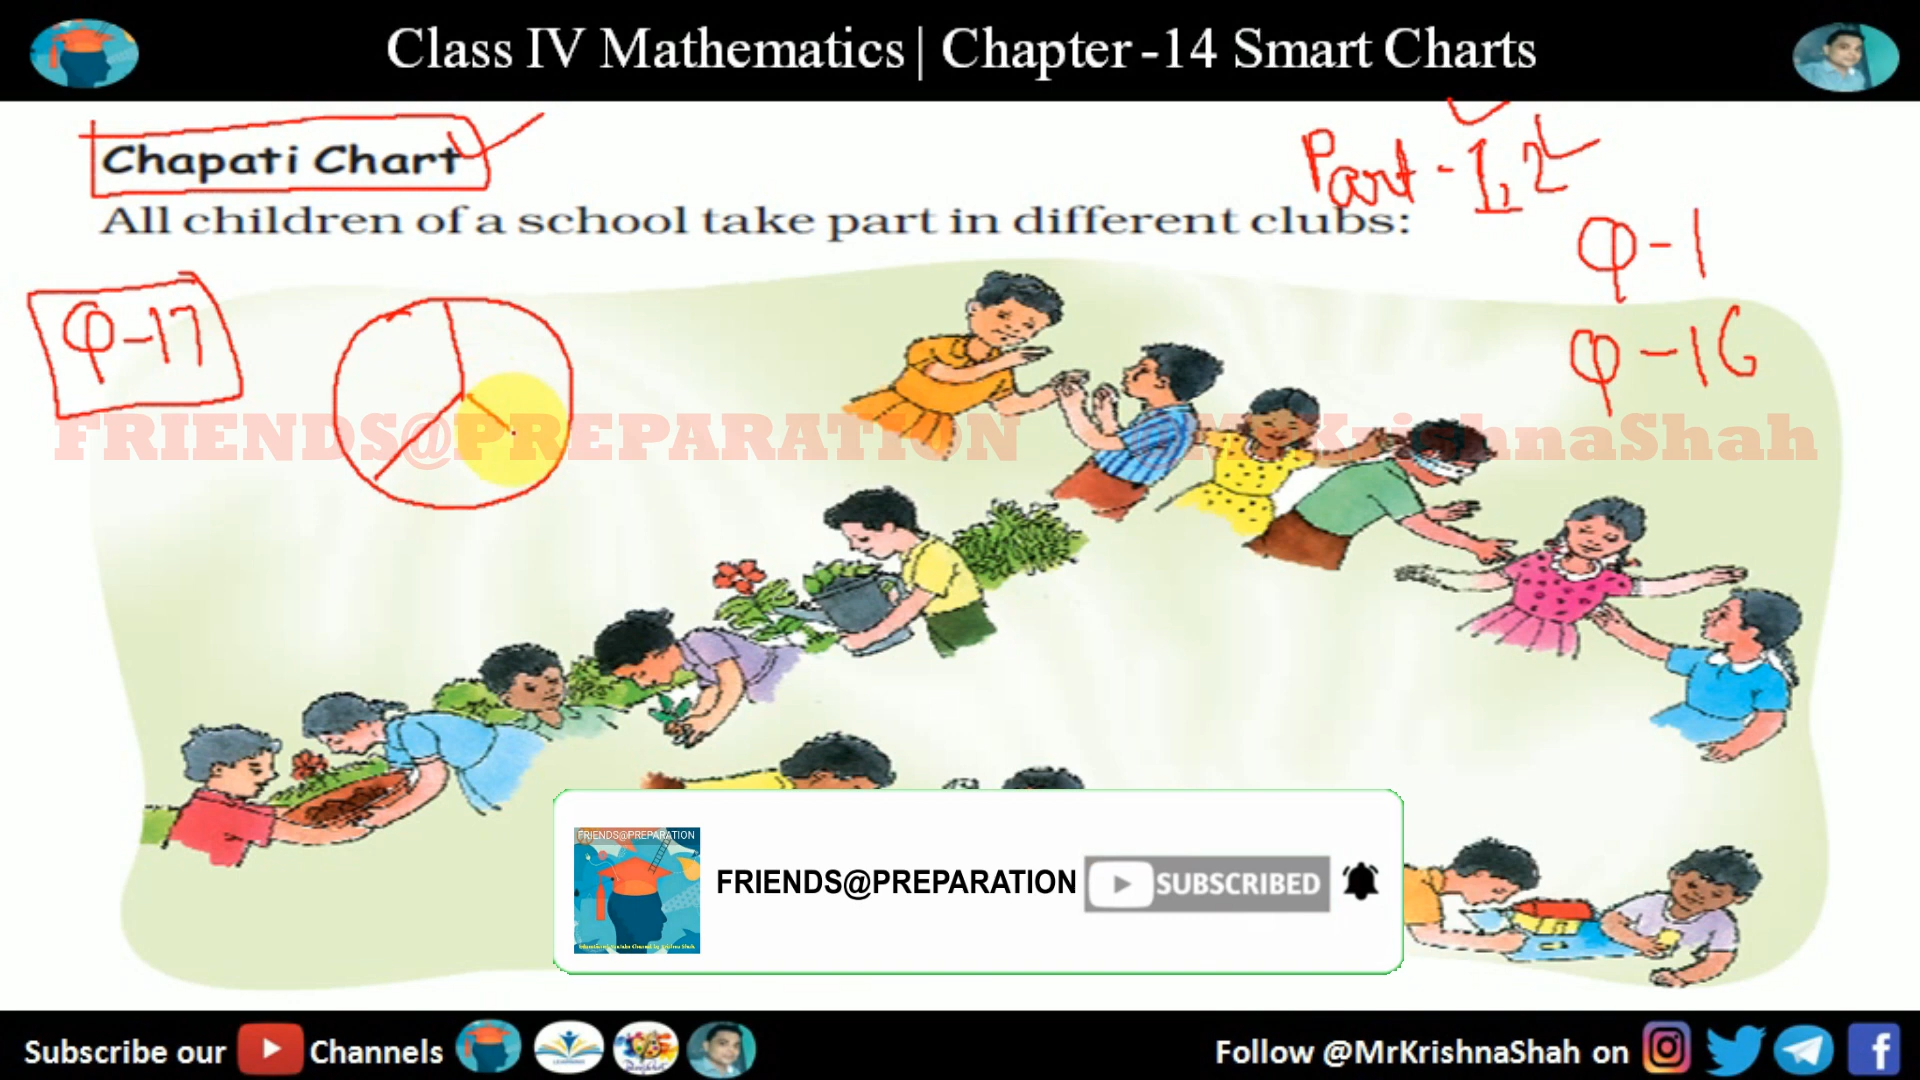 Class IV Mathematics | Chapter -14 Smart Charts
Chapati Chart
Part - 1, 2
All children of a school take part in different clubs:
Q-1
Q-17
Q-16
FRIENDS@PREPARATION @MrKrishnaShah
FRIENDS@PREPARATION
FRIENDS@PREPARATION SUBSCRIBED
Subscribe our Channels
Follow @MrKrishnaShah on